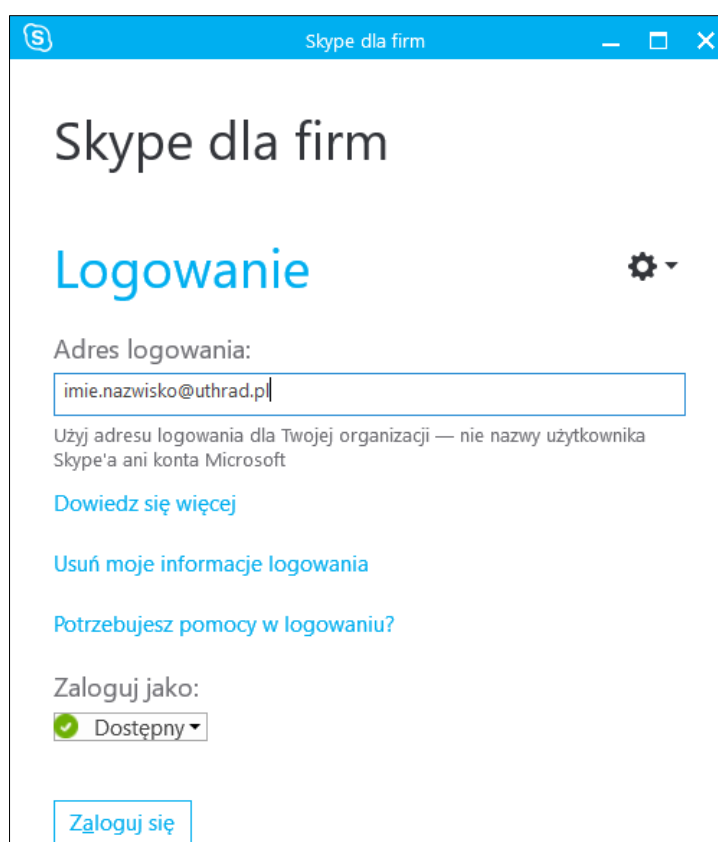 Skype dla firm
Skype dla firm
Logowanie
Adres logowania:
imie.nazwisko@uthrad.pl
Użyj adresu logowania dla Twojej organizacji — nie nazwy użytkownika
Skype'a ani konta Microsoft
Dowiedz się więcej
Usuń moje informacje logowania
Potrzebujesz pomocy w logowaniu?
Zaloguj jako:
Dostępny
Zaloguj się